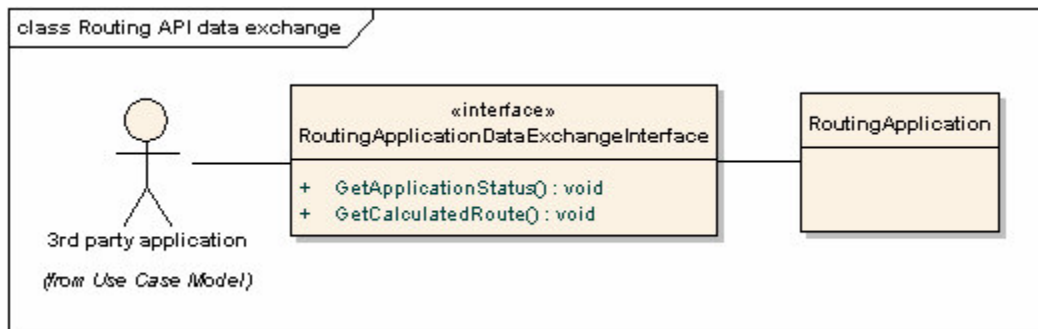 class Routing API data exchange
«interface»
RoutingApplicationDataExchangeInterface
+ GetApplicationStatus() : void
+ GetCalculatedRoute() : void
RoutingApplication
3rd party application
(from Use Case Model)